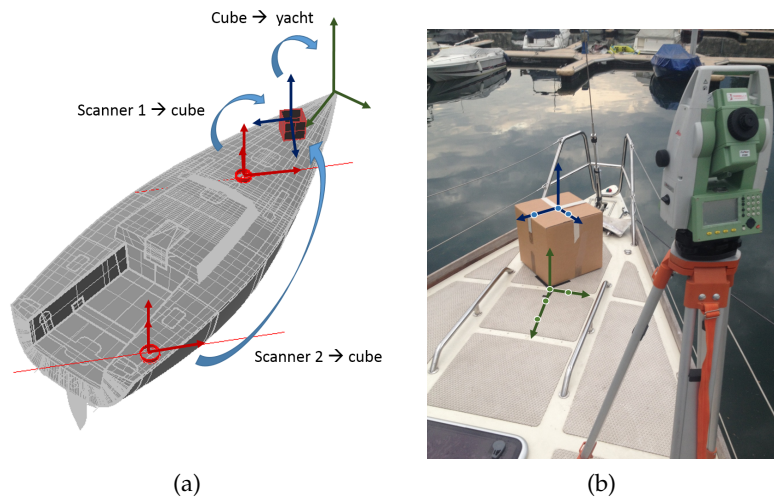 Cube → yacht
Scanner 1 → cube
Scanner 2 → cube
(a)
(b)